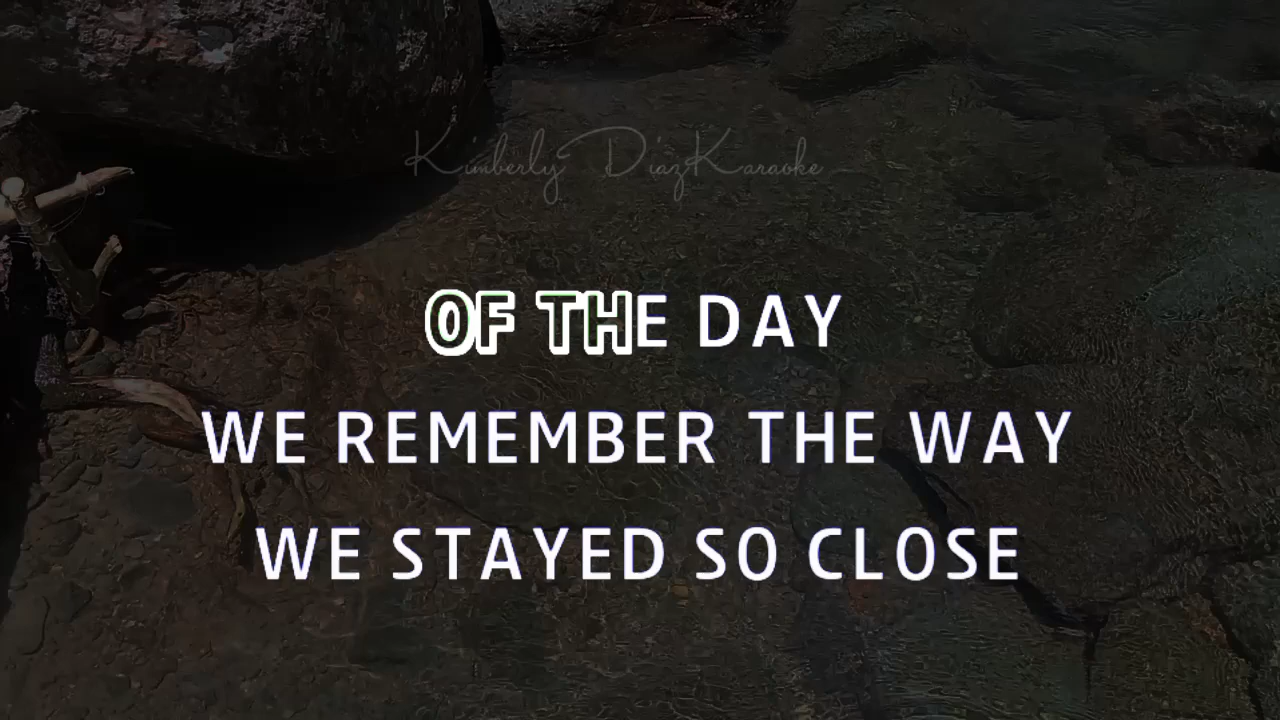 Kimberly DiazKaraoke
OF THE DAY
WE REMEMBER THE WAY
WE STAYED SO CLOSE